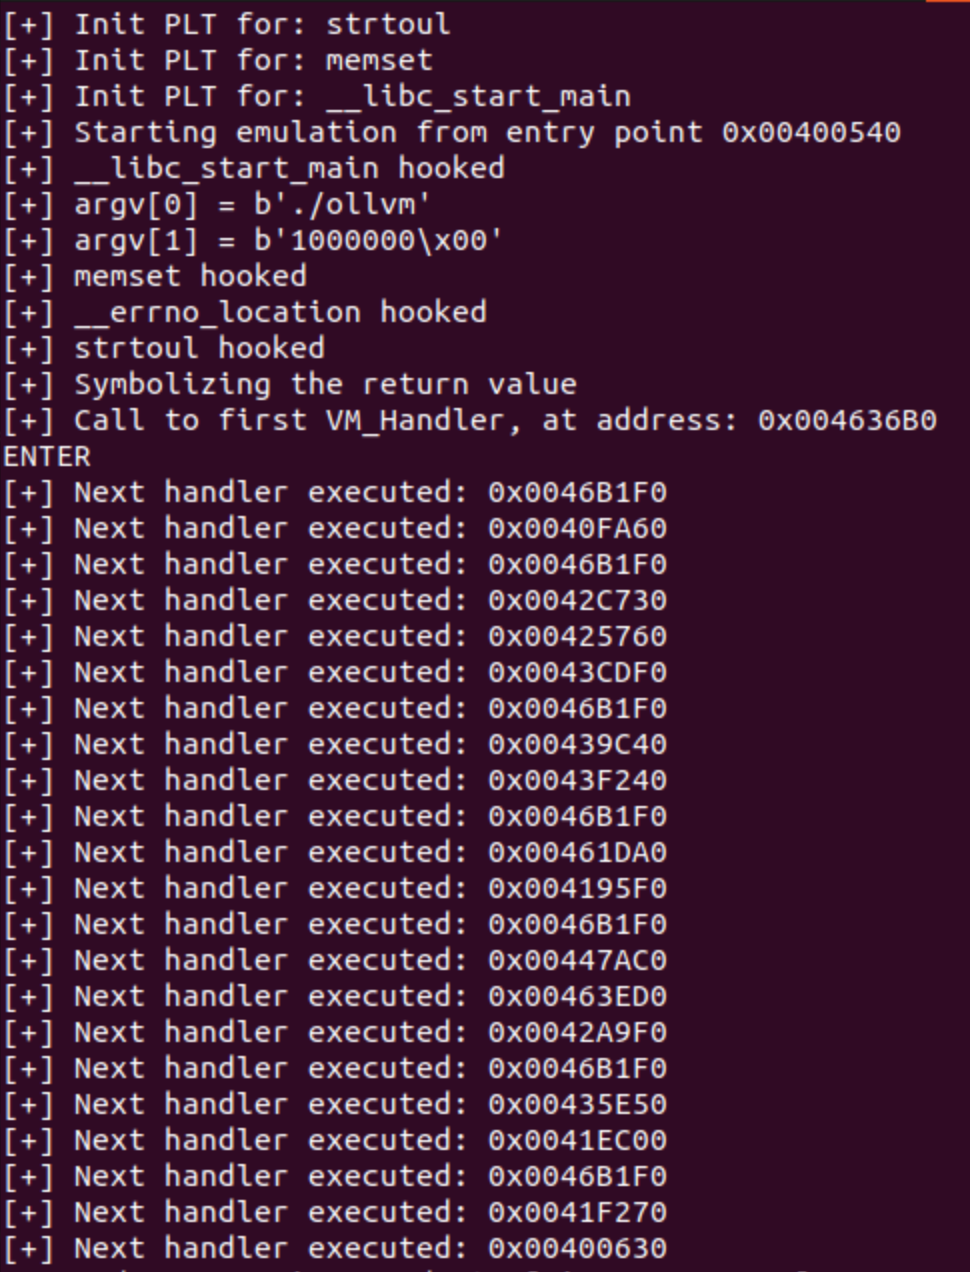 [+] Init PLT for: strtoul
[+] Init PLT for: memset
[+] Init PLT for: __libc_start_main
[+] Starting emulation from entry point 0x00400540
[+] __libc_start_main hooked
[+] argv[0] = b'./ollvm'
[+] argv[1] = b'1000000\x00'
[+] memset hooked
[+] __errno_location hooked
[+] strtoul hooked
[+] Symbolizing the return value
[+] Call to first VM_Handler, at address: 0x004636B0
ENTER
[+] Next handler executed: 0x0046B1F0
[+] Next handler executed: 0x0040FA60
[+] Next handler executed: 0x0046B1F0
[+] Next handler executed: 0x0042C730
[+] Next handler executed: 0x00425760
[+] Next handler executed: 0x0043CDF0
[+] Next handler executed: 0x0046B1F0
[+] Next handler executed: 0x00439C40
[+] Next handler executed: 0x0043F240
[+] Next handler executed: 0x0046B1F0
[+] Next handler executed: 0x00461DA0
[+] Next handler executed: 0x004195F0
[+] Next handler executed: 0x0046B1F0
[+] Next handler executed: 0x00447AC0
[+] Next handler executed: 0x00463ED0
[+] Next handler executed: 0x0042A9F0
[+] Next handler executed: 0x0046B1F0
[+] Next handler executed: 0x00435E50
[+] Next handler executed: 0x0041EC00
[+] Next handler executed: 0x0046B1F0
[+] Next handler executed: 0x0041F270
[+] Next handler executed: 0x00400630